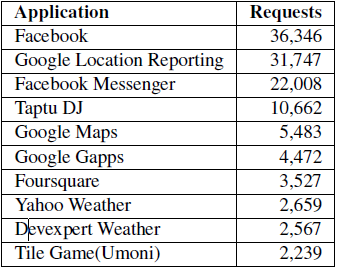 Application Requests
Facebook 36,346
Google Location Reporting 31,747
Facebook Messenger 22,008
Taptu DJ 10,662
Google Maps 5,483
Google Gapps 4,472
Foursquare 3,527
Yahoo Weather 2,659
Devexpert Weather 2,567
Tile Game(Umoni) 2,239